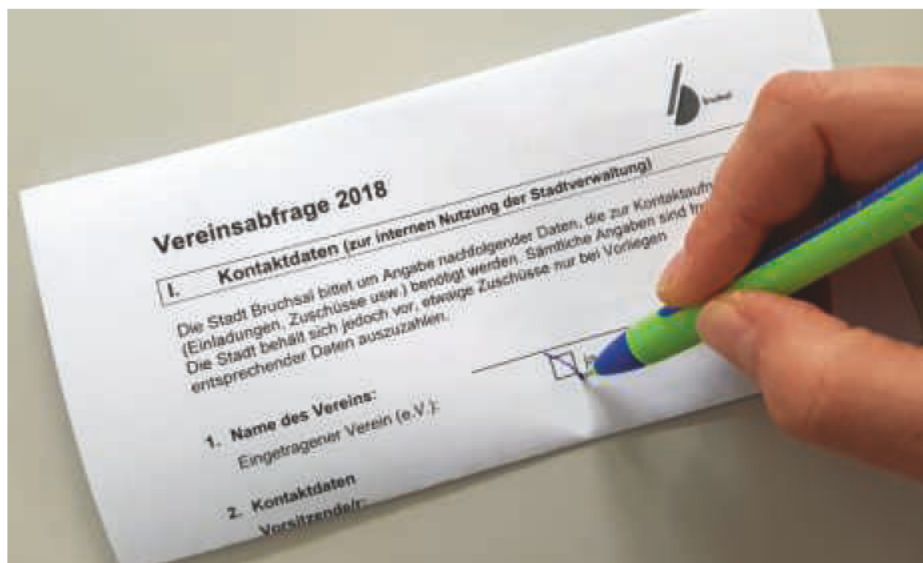 Vereinsabfrage 2018
I. Kontaktdaten (zur internen Nutzung der Stadtverwaltung)
Die Stadt Bruchsal bittet um Angabe nachfolgender Daten, die zur Kontaktaufn
(Einladungen, Zuschüsse usw.) benötigt werden. Sämtliche Angaben sind fr
Die Stadt behält sich jedoch vor, etwaige Zuschüsse nur bei Vorliegen
entsprechender Daten auszuzahlen.
1. Name des Vereins:
Eingetragener Verein (e.V.):
2. Kontaktdaten
Vorsitzende/r: